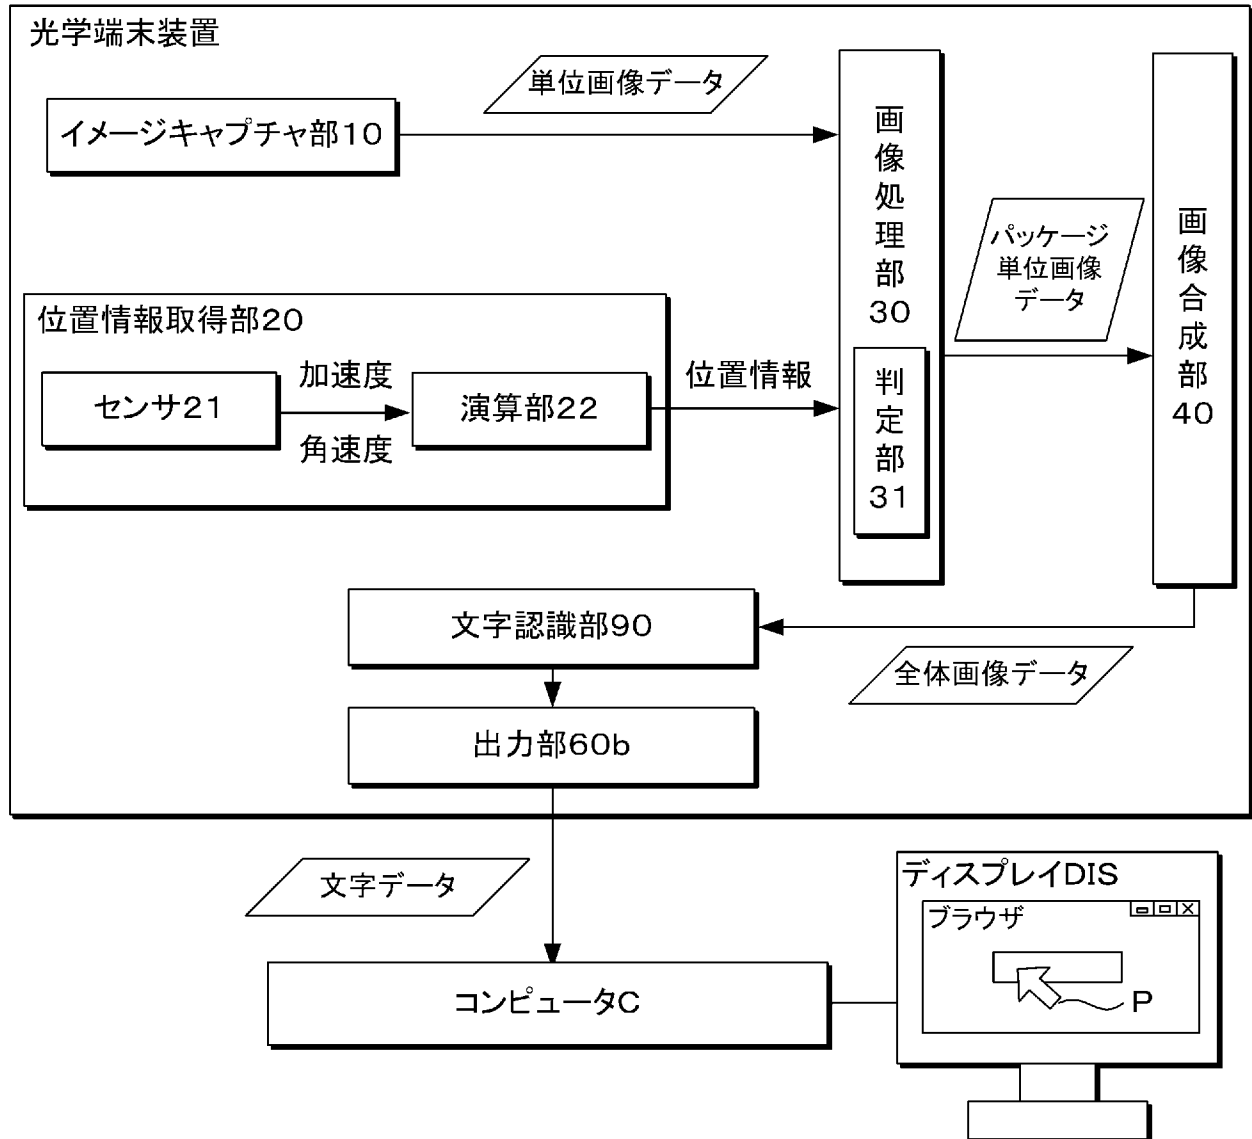 光学端末装置
単位画像データ
イメージキャプチャ部10
画像処理部30
パッケージ
単位画像
データ
画像合成部40
位置情報取得部20
センサ21
加速度
角速度
演算部22
位置情報
判定部31
文字認識部90
全体画像データ
出力部60b
文字データ
ディスプレイDIS
ブラウザ
P
コンピュータC